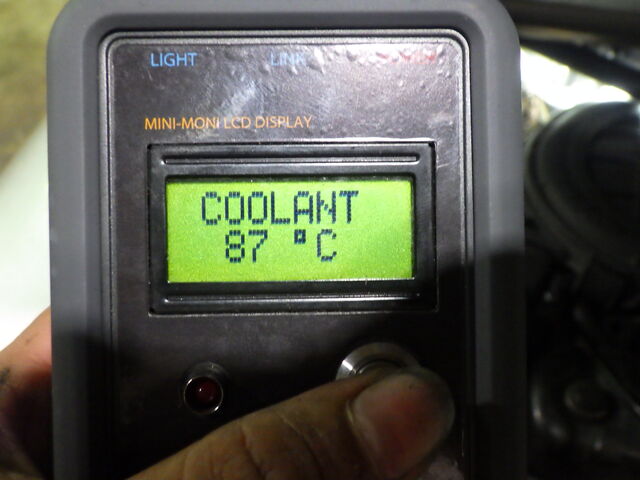 LIGHT LINK
MINI-MONI LCD DISPLAY
COOLANT
87 °C